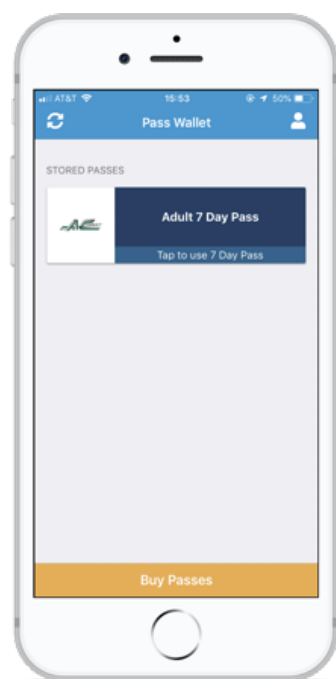 AT&T 15:53 50%
Pass Wallet
STORED PASSES
AC
Adult 7 Day Pass
Tap to use 7 Day Pass
Buy Passes